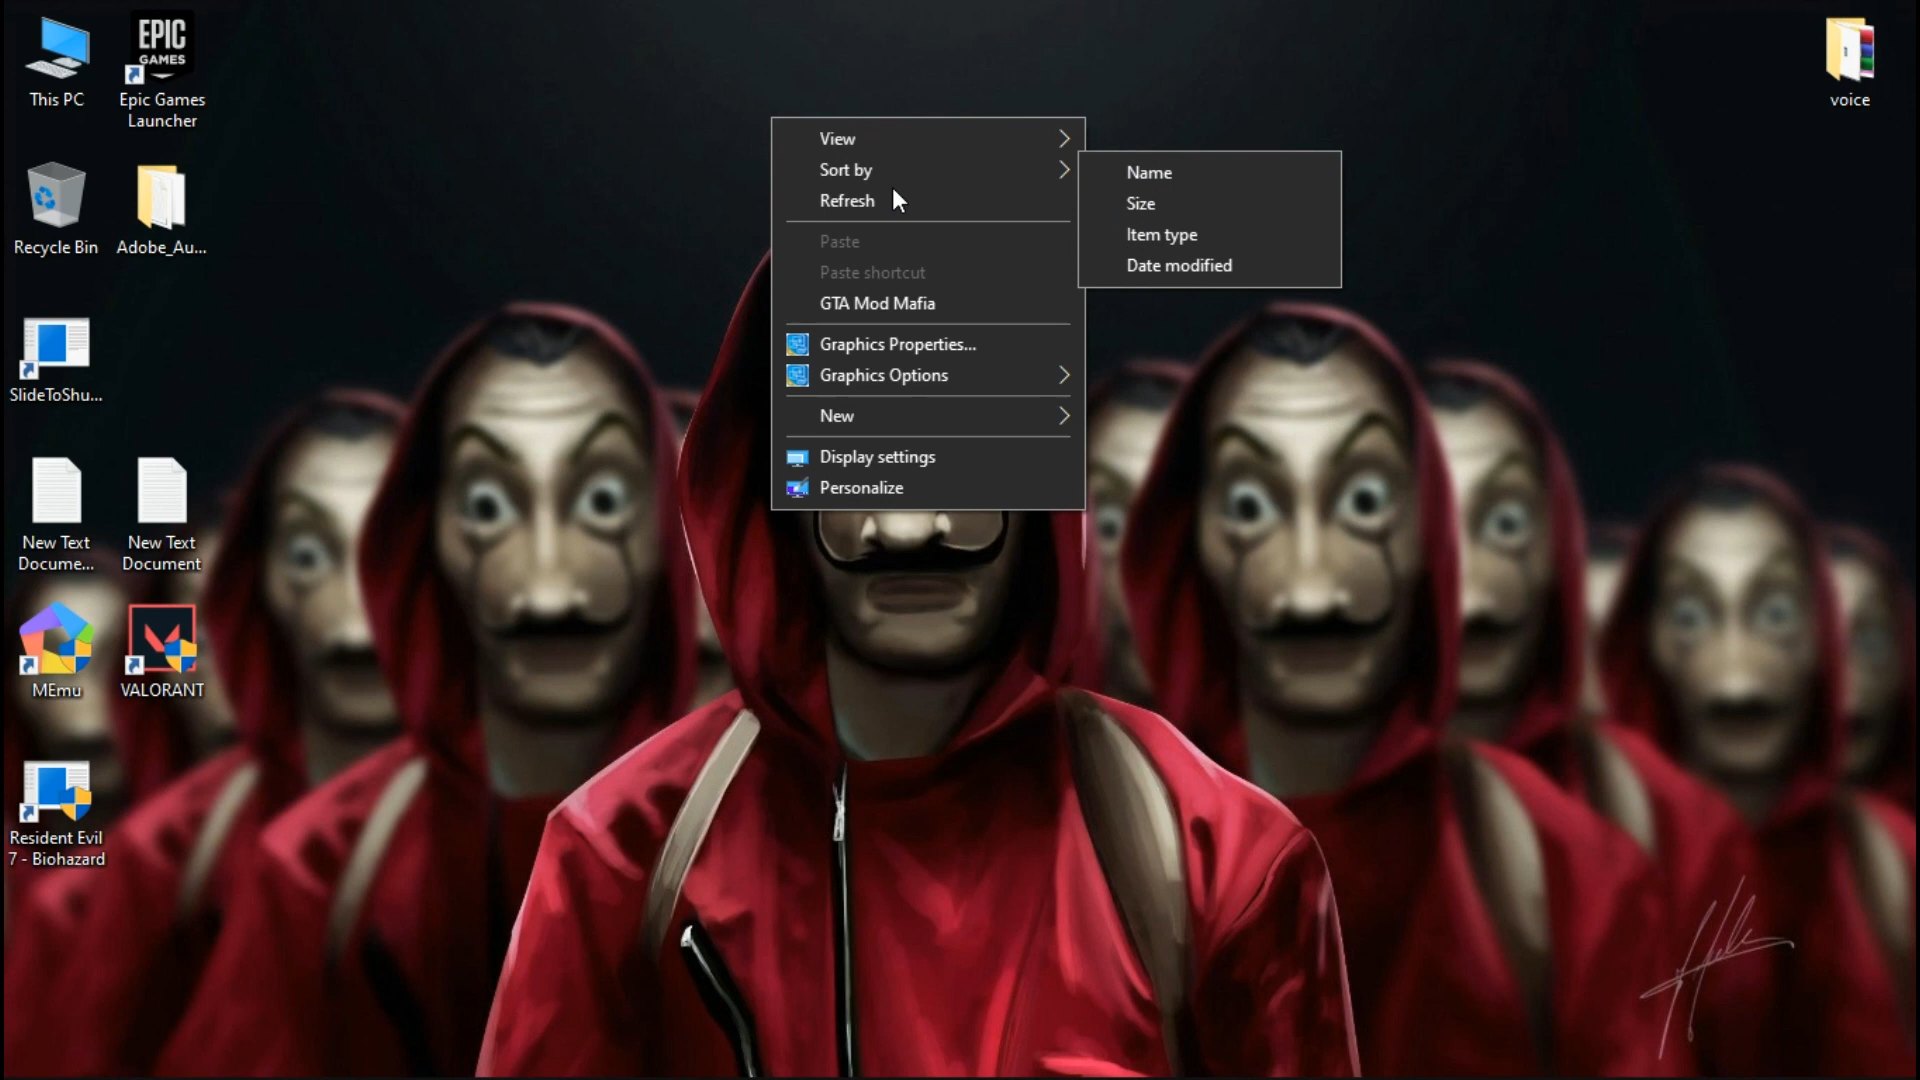 This PC
EPIC
GAMES
Epic Games
Launcher
voice
Recycle Bin
Adobe_Au...
SlideToShu...
New Text
Docume...
New Text
Document
MEmu
VALORANT
Resident Evil
7 - Biohazard
View
Sort by
Refresh
Paste
Paste shortcut
GTA Mod Mafia
Graphics Properties...
Graphics Options
New
Display settings
Personalize
Name
Size
Item type
Date modified